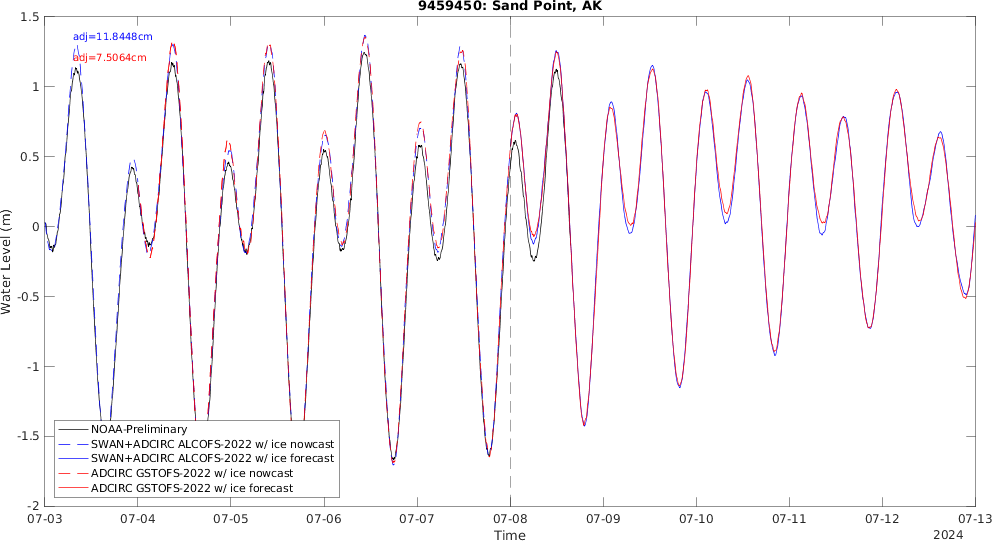 9459450: Sand Point, AK
adj=11.8448cm
adj=7.5064cm
Water Level (m)
1.5
1
0.5
0
-0.5
-1
-1.5
-2
NOAA-Preliminary
SWAN+ADCIRC ALCOFS-2022 w/ ice nowcast
SWAN+ADCIRC ALCOFS-2022 w/ ice forecast
ADCIRC GSTOFS-2022 w/ ice nowcast
ADCIRC GSTOFS-2022 w/ ice forecast
07-03 07-04 07-05 07-06 07-07 07-08 07-09 07-10 07-11 07-12 07-13
Time
2024